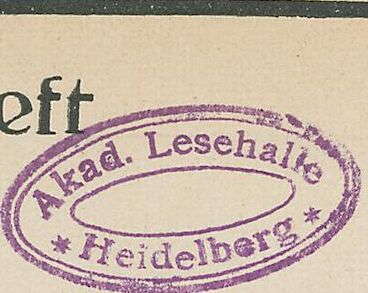 eft
Akad. Lesehalle
* Heidelberg *